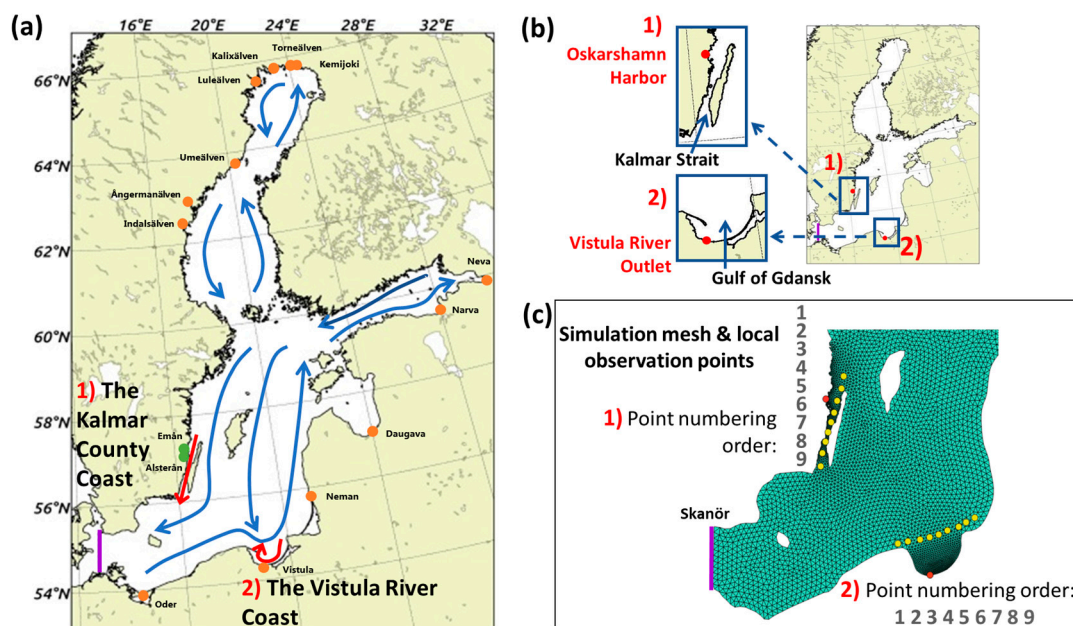 (a)
16°E 20°E 24°E 28°E 32°E
66°N
64°N
62°N
60°N
58°N
56°N
54°N
Torneälven
Kalixälven
Kemijoki
Luleälven
Umeälven
Ångermanälven
Indalsälven
Neva
Narva
1) The
Kalmar
County
Coast
Emån
Alsterån
Daugava
Neman
Vistula
Oder
2) The Vistula River
Coast
(b)
1)
Oskarshamn
Harbor
Kalmar Strait
2)
Vistula River
Outlet
Gulf of Gdansk
1)
2)
(c)
Simulation mesh & local
observation points
1) Point numbering
order:
1
2
3
4
5
6
7
8
9
Skanör
2) Point numbering order:
1 2 3 4 5 6 7 8 9